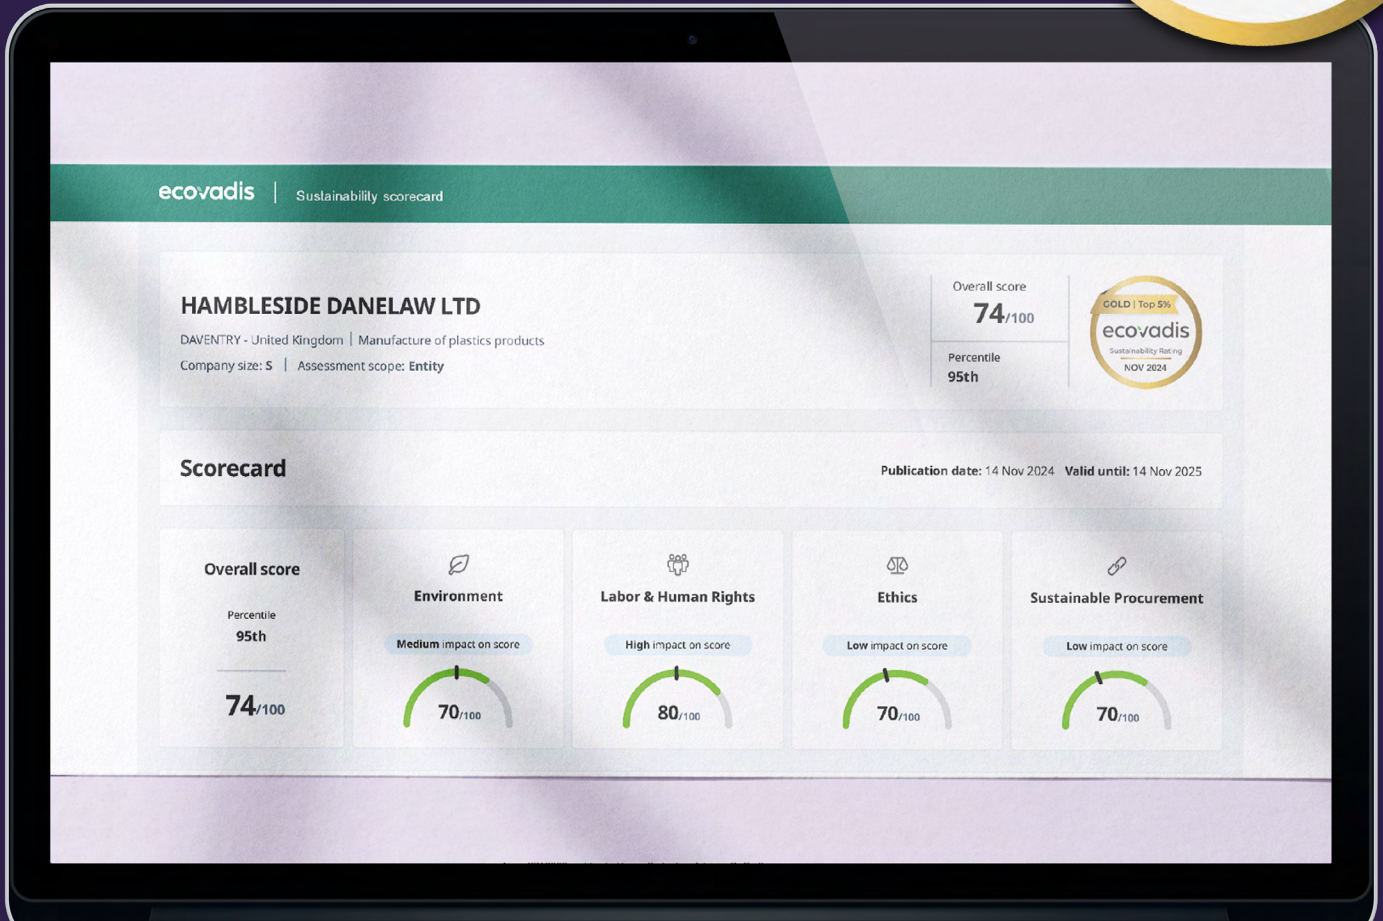 ecovadis | Sustainability scorecard
HAMBLESIDE DANELAW LTD
DAVENTRY - United Kingdom | Manufacture of plastics products
Company size: S | Assessment scope: Entity
Overall score
74/100
Percentile
95th
GOLD | Top 5%
ecovadis
Sustainability Rating
NOV 2024
Scorecard
Publication date: 14 Nov 2024 Valid until: 14 Nov 2025
Overall score
Percentile
95th
74/100
Environment
Medium impact on score
70/100
Labor & Human Rights
High impact on score
80/100
Ethics
Low impact on score
70/100
Sustainable Procurement
Low impact on score
70/100